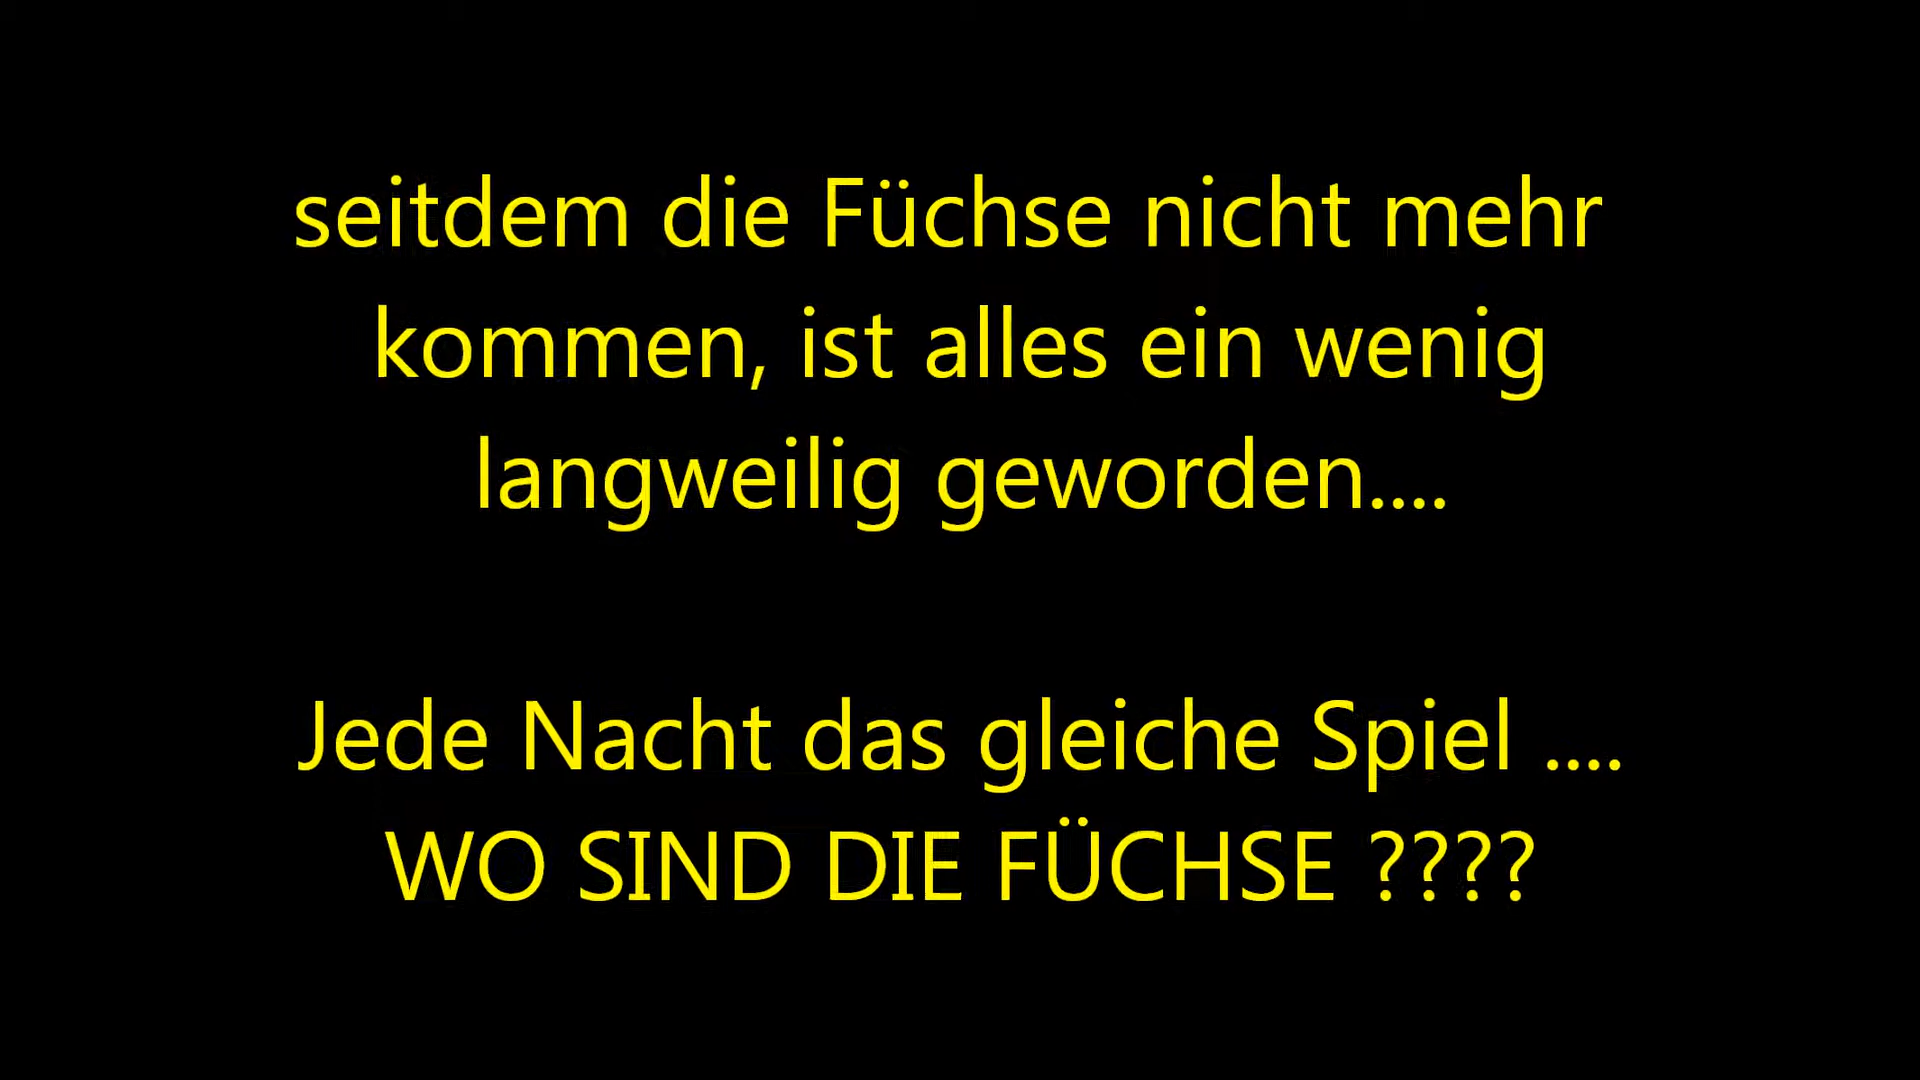 seitdem die Füchse nicht mehr
kommen, ist alles ein wenig
langweilig geworden....
Jede Nacht das gleiche Spiel ....
WO SIND DIE FÜCHSE ????